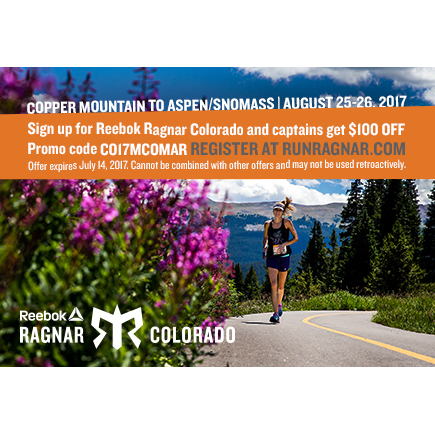 COPPER MOUNTAIN TO ASPEN/SNOMASS | AUGUST 25-26, 2017
Sign up for Reebok Ragnar Colorado and captains get $100 OFF
Promo code CO17MCOMAR REGISTER AT RUNRAGNAR.COM
Offer expires July 14, 2017. Cannot be combined with other offers and may not be used retroactively.
Reebok
RAGNAR COLORADO